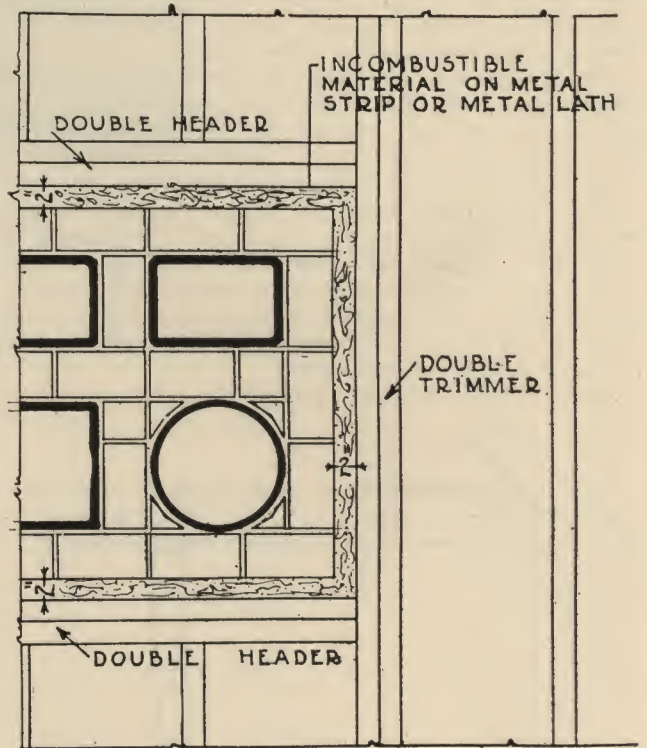 INCOMBUSTIBLE
MATERIAL ON METAL
STRIP OR METAL LATH
DOUBLE HEADER
2"
DOUBLE
TRIMMER
2"
2"
DOUBLE HEADER